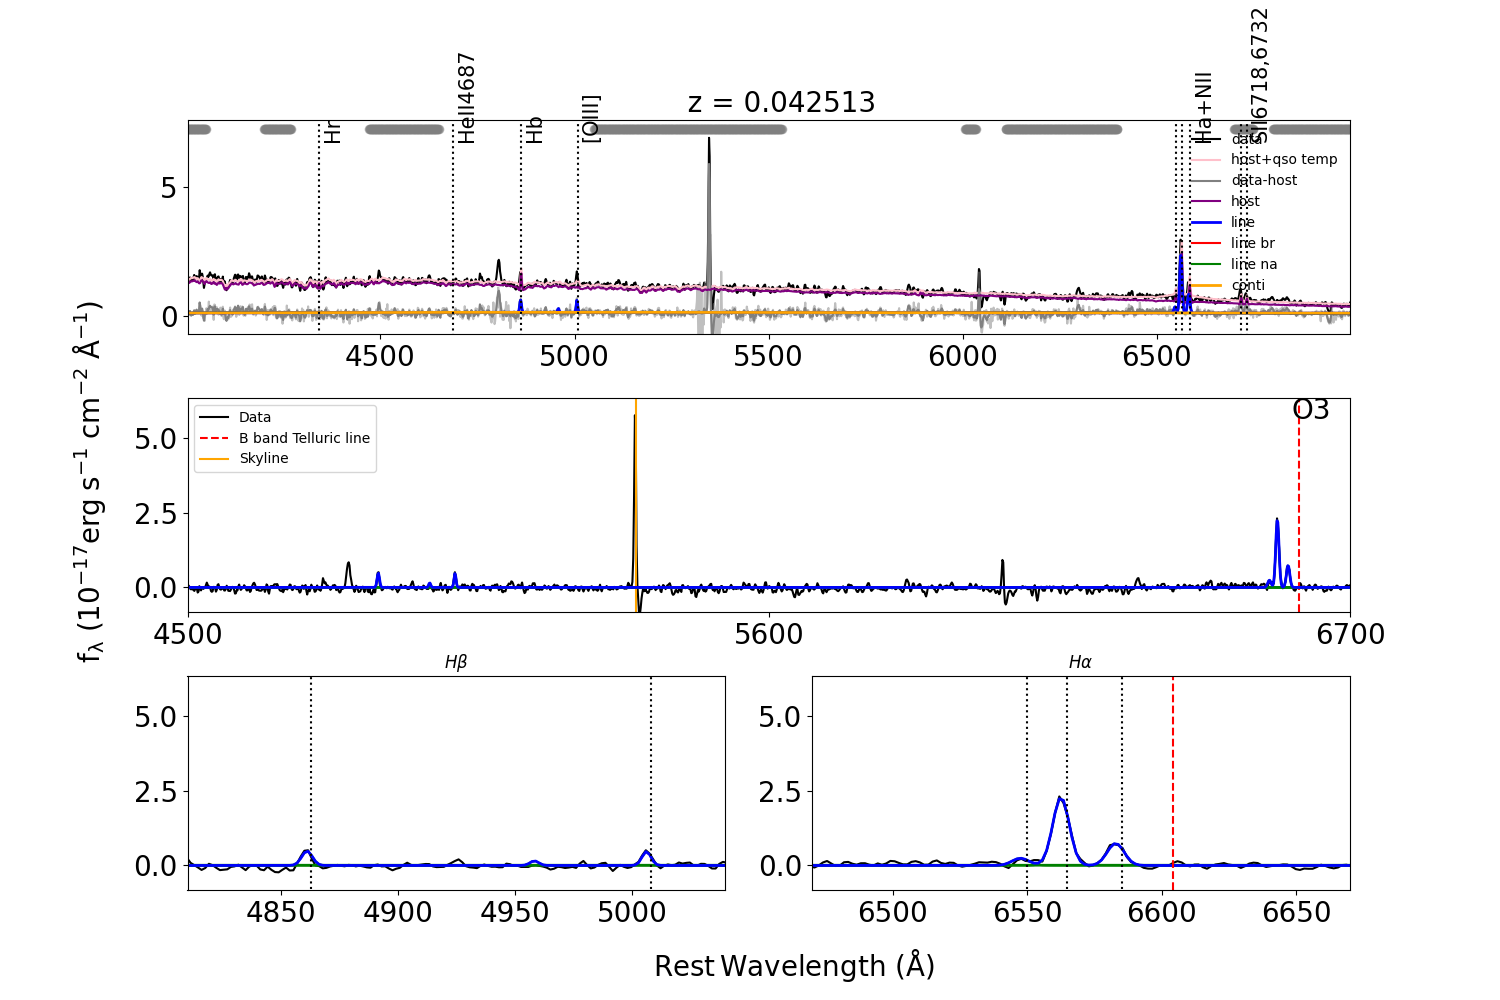 z = 0.042513
Hr
HeII4687
Hb
[OIII]
Ha+NII
SII6718,6732
data
host+qso temp
data-host
host
line
line br
line na
conti
5
0
4500 5000 5500 6000 6500
Data
B band Telluric line
Skyline
O3
5.0
2.5
0.0
4500 5600 6700
fλ (10⁻¹⁷erg s⁻¹ cm⁻² Å⁻¹)
Hβ
5.0
2.5
0.0
4850 4900 4950 5000
Hα
5.0
2.5
0.0
6500 6550 6600 6650
Rest Wavelength (Å)